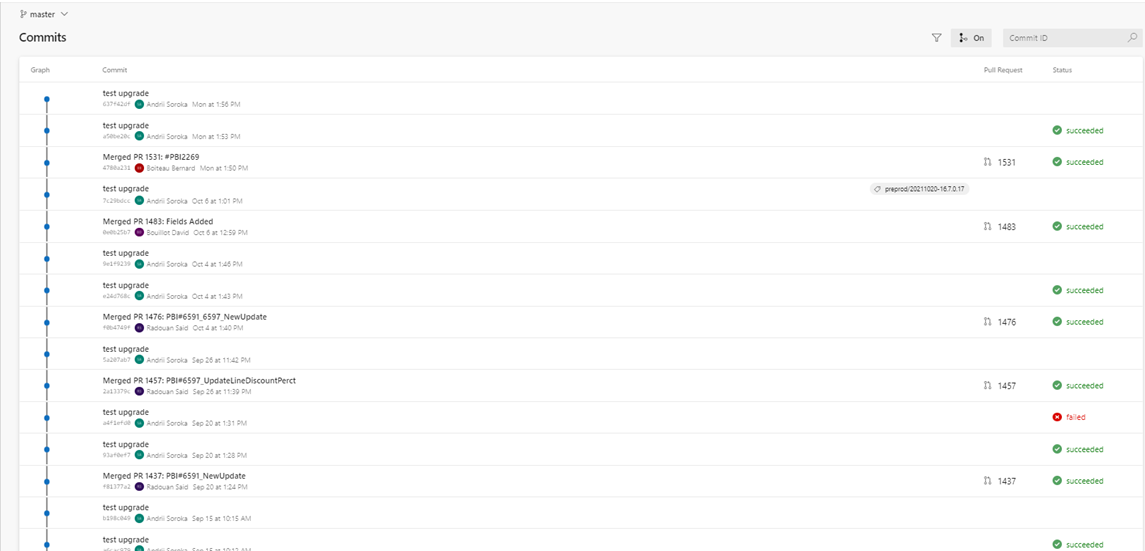 master
Commits
On
Commit ID
Graph Commit Pull Request Status
test upgrade
637f42df Andrii Soroka Mon at 1:56 PM
test upgrade
a50be20c Andrii Soroka Mon at 1:53 PM
succeeded
Merged PR 1531: #PBI2269
4780a231 Boiteau Bernard Mon at 1:50 PM
1531 succeeded
test upgrade
Andrii Soroka Oct 6 at 1:01 PM
preprod/20211020-16.7.0.17
Merged PR 1483: Fields Added
0e0b25b7 Bouillot David Oct 6 at 12:59 PM
1483 succeeded
test upgrade
9e1f9239 Andrii Soroka Oct 4 at 1:46 PM
test upgrade
e24d768c Andrii Soroka Oct 4 at 1:43 PM
succeeded
Merged PR 1476: PBI#6591_6597_NewUpdate
f0b4749f Radouan Said Oct 4 at 1:40 PM
1476 succeeded
test upgrade
5a207ab7 Andrii Soroka Sep 26 at 11:42 PM
Merged PR 1457: PBI#6597_UpdateLineDiscountPerct
2a13379c Radouan Said Sep 26 at 11:39 PM
1457 succeeded
test upgrade
a4f1efd0 Andrii Soroka Sep 20 at 1:31 PM
failed
test upgrade
93af0ef7 Andrii Soroka Sep 20 at 1:28 PM
succeeded
Merged PR 1437: PBI#6591_NewUpdate
f01377a2 Radouan Said Sep 20 at 1:24 PM
1437 succeeded
test upgrade
b198c049 Andrii Soroka Sep 15 at 10:15 AM
test upgrade
Andrii Soroka Sep 15 at 10:12 AM
succeeded